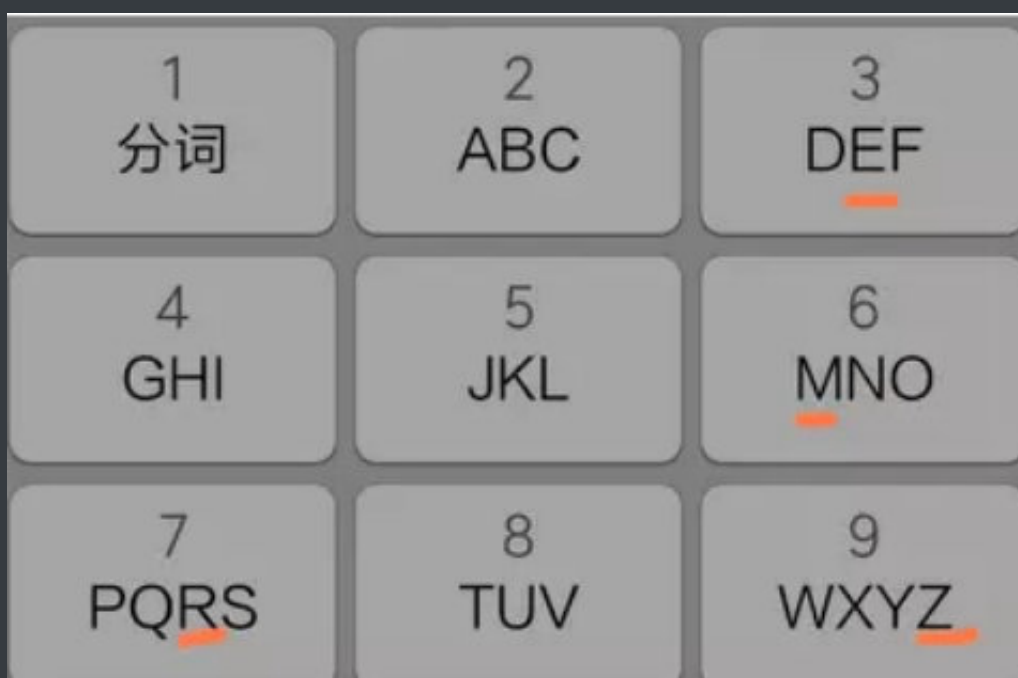 1 2 3
分词 ABC DEF
4 5 6
GHI JKL MNO
7 8 9
PQRS TUV WXYZ